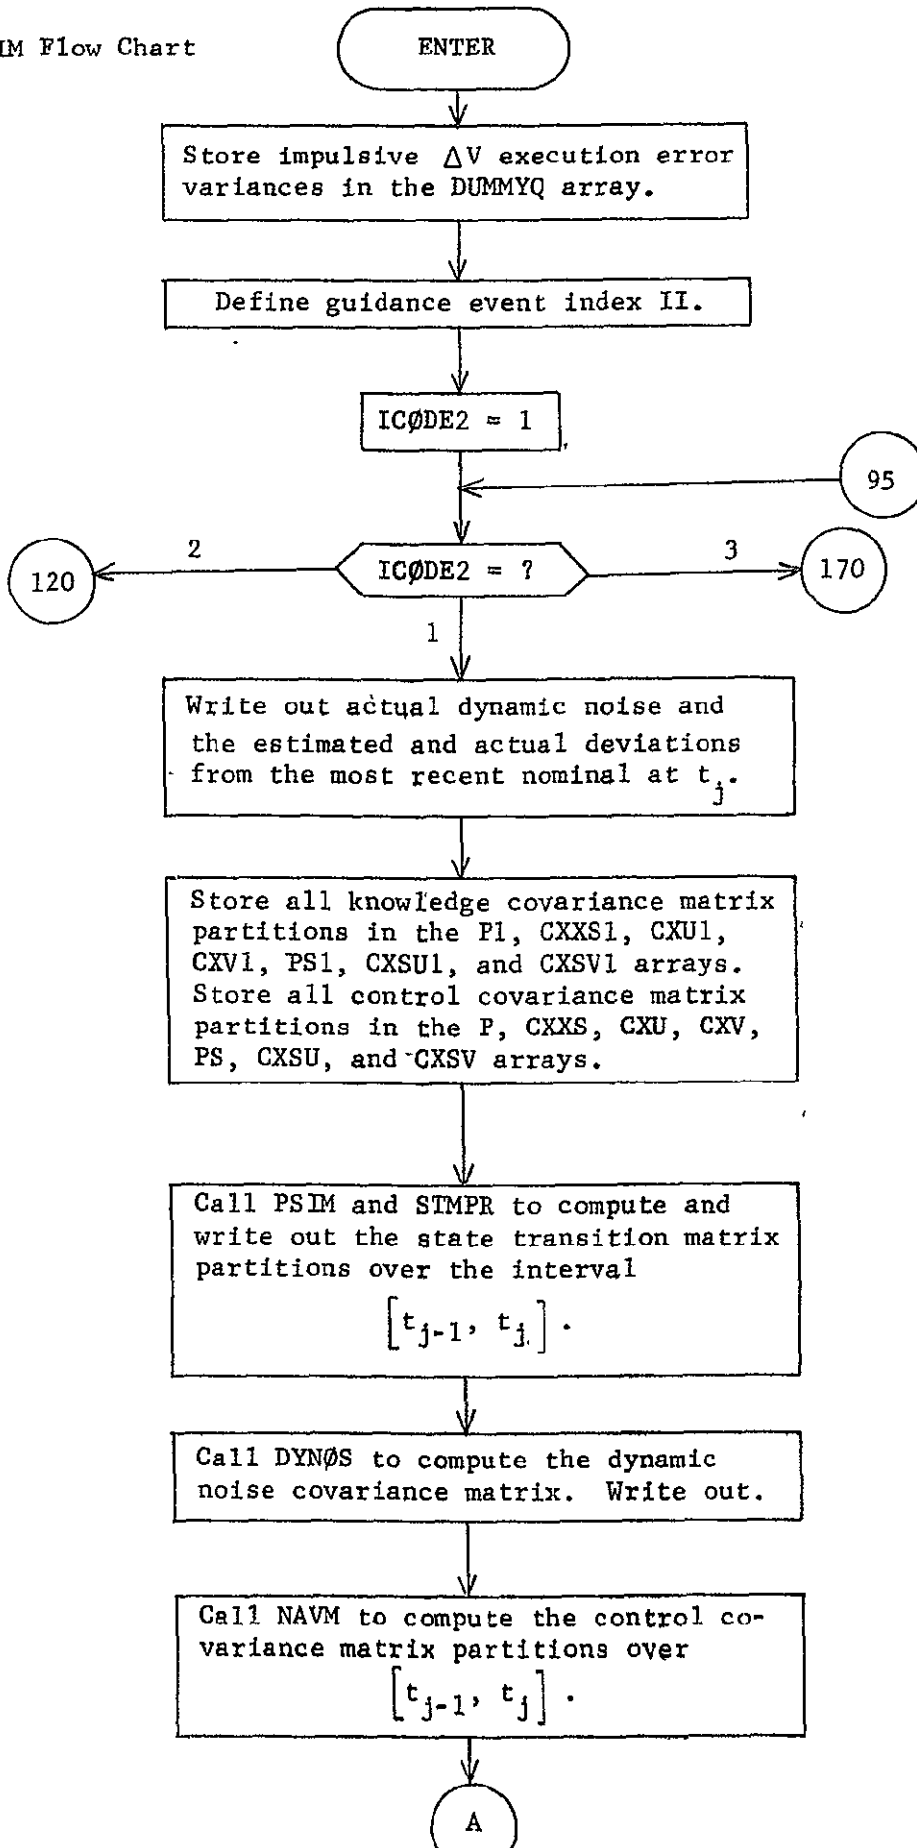 IM Flow Chart
ENTER
Store impulsive ΔV execution error
variances in the DUMMYQ array.
Define guidance event index II.
ICØDE2 = 1
95
2
3
120
ICØDE2 = ?
170
1
Write out actual dynamic noise and
the estimated and actual deviations
from the most recent nominal at t_j.
Store all knowledge covariance matrix
partitions in the P1, CXXS1, CXU1,
CXV1, PS1, CXSU1, and CXSV1 arrays.
Store all control covariance matrix
partitions in the P, CXXS, CXU, CXV,
PS, CXSU, and CXSV arrays.
Call PSIM and STMPR to compute and
write out the state transition matrix
partitions over the interval
[t_{j-1}, t_j].
Call DYNØS to compute the dynamic
noise covariance matrix. Write out.
Call NAVM to compute the control co-
variance matrix partitions over
[t_{j-1}, t_j].
A